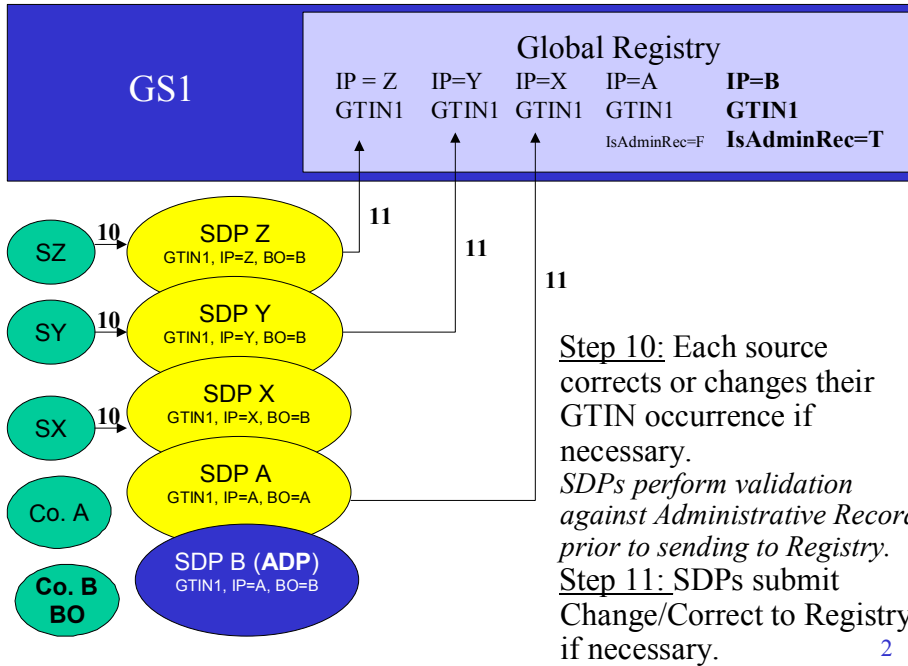 GS1
Global Registry
IP = Z IP=Y IP=X IP=A IP=B
GTIN1 GTIN1 GTIN1 GTIN1 GTIN1
IsAdminRec=F IsAdminRec=T
11
11
11
SZ
10
SDP Z
GTIN1, IP=Z, BO=B
SY
10
SDP Y
GTIN1, IP=Y, BO=B
SX
10
SDP X
GTIN1, IP=X, BO=B
Co. A
SDP A
GTIN1, IP=A, BO=A
Co. B
BO
SDP B (ADP)
GTIN1, IP=A, BO=B
Step 10: Each source
corrects or changes their
GTIN occurrence if
necessary.
SDPs perform validation
against Administrative Record
prior to sending to Registry.
Step 11: SDPs submit
Change/Correct to Registry
if necessary.
2